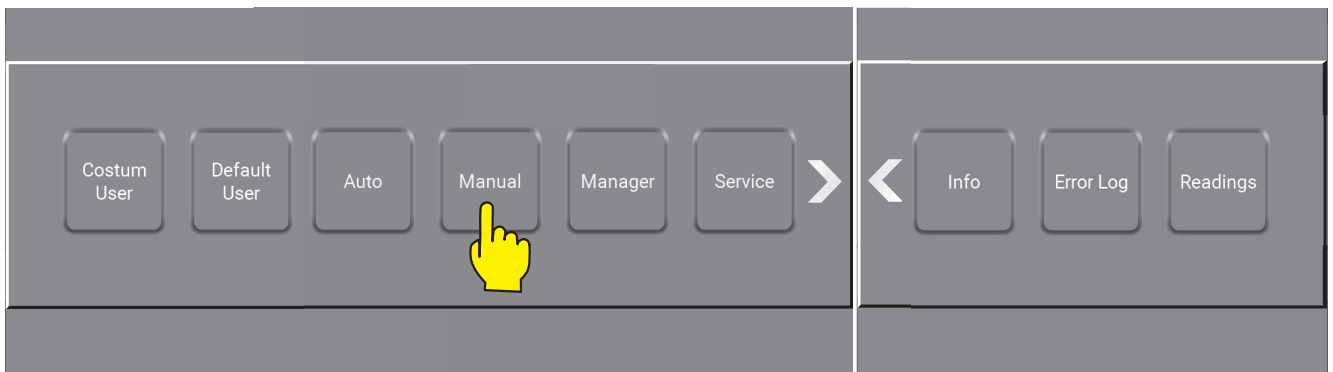 Costum
User
Default
User
Auto
Manual
Manager
Service
Info
Error Log
Readings